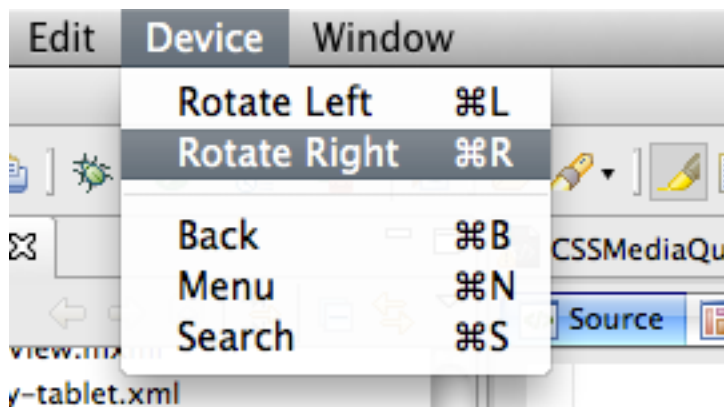 Edit Device Window
Rotate Left ⌘L
Rotate Right ⌘R
Back ⌘B
CSSMediaQu
Menu ⌘N
Source
Search ⌘S
view.mxml
y-tablet.xml